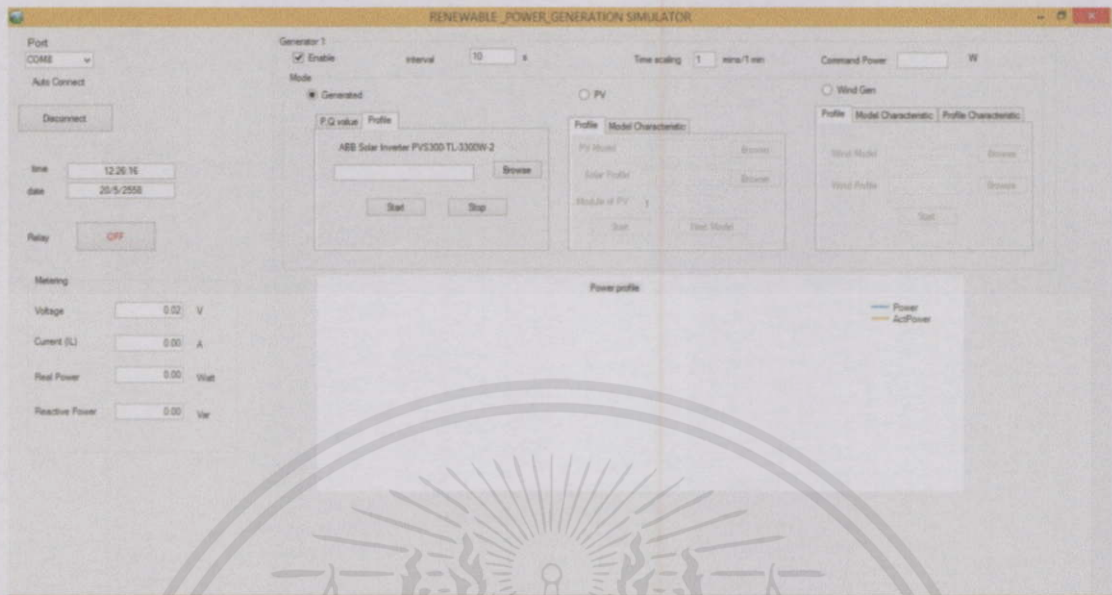 RENEWABLE _POWER_GENERATION SIMULATOR
Port
COM8
Auto Connect
Disconnect
time 12:26:16
date 20/5/2558
Relay OFF
Metering
Voltage 0.02 V
Current (IL) 0.00 A
Real Power 0.00 Watt
Reactive Power 0.00 Var
Generator 1
Enable interval 10 s Time scaling 1 mins/1 min Command Power W
Mode
Generated
P,Q value Profile
ABB Solar Inverter PVS300-TL-3300W-2
Browse
Start Stop
PV
Profile Model Characteristic
PV Model Browse
Solar Profile Browse
Module of PV 1
Start
Wind Gen
Profile Model Characteristic Profile Characteristic
Wind Model Browse
Wind Profile Browse
Start
Power profile
Power
ActPower